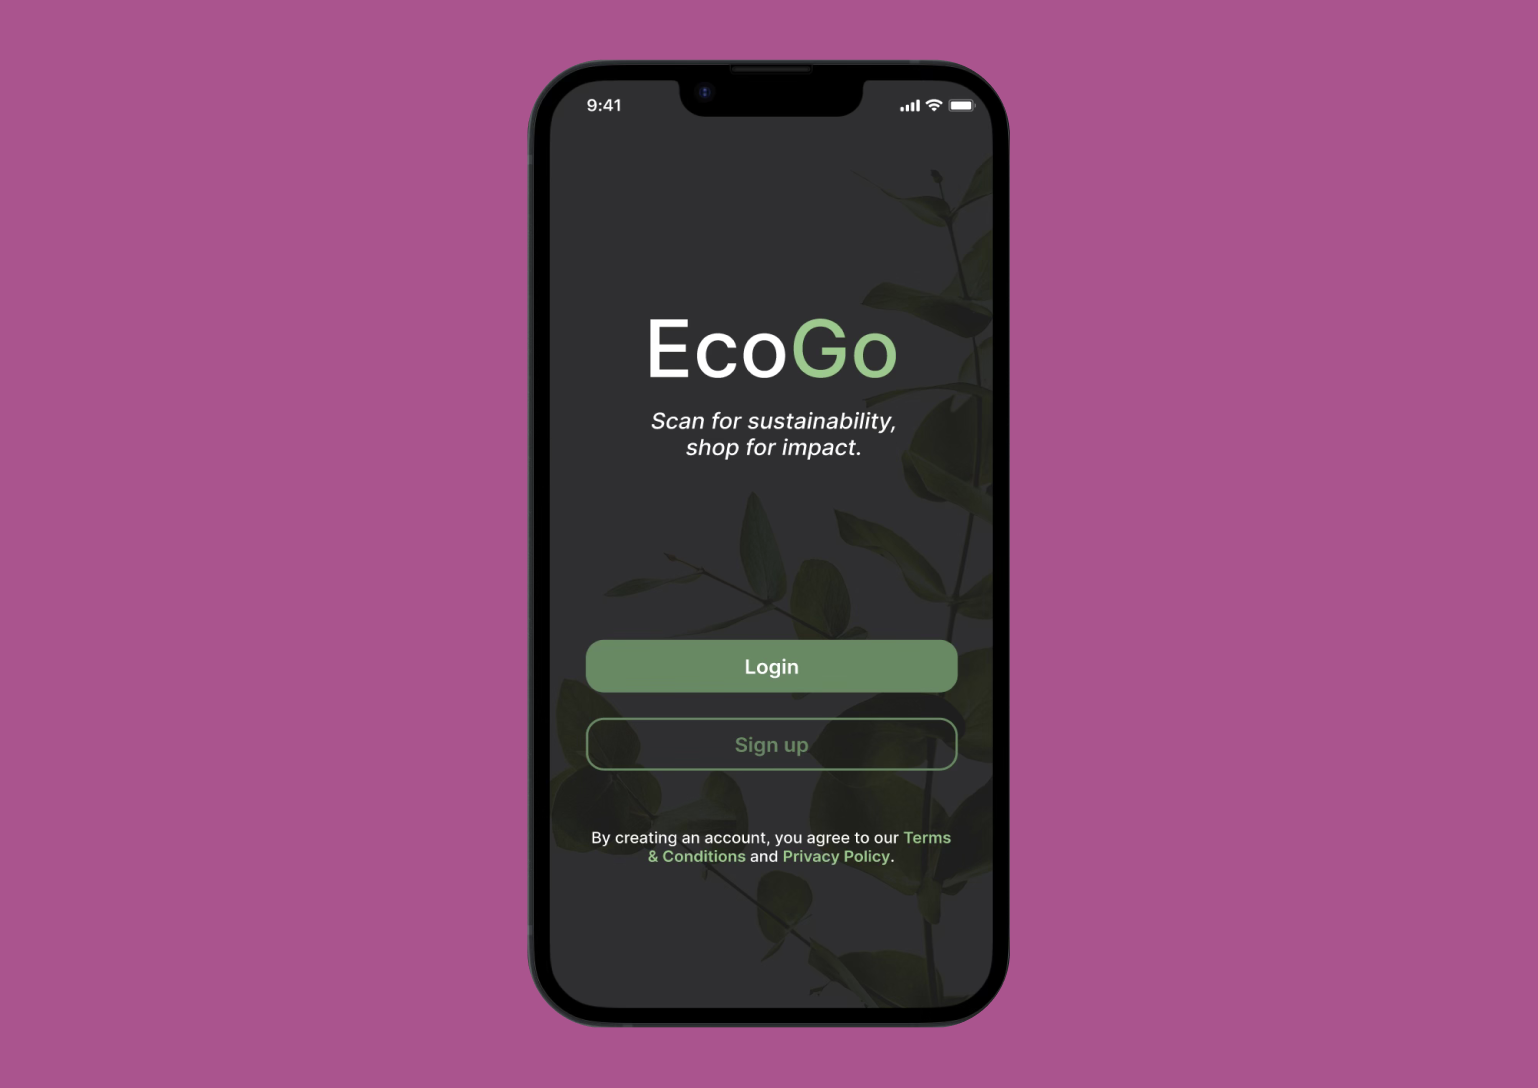 9:41
EcoGo
Scan for sustainability,
shop for impact.
Login
Sign up
By creating an account, you agree to our Terms
& Conditions and Privacy Policy.